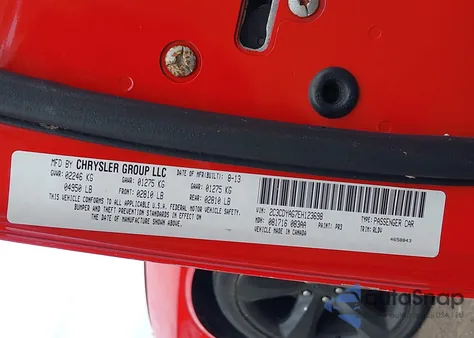 MFD BY CHRYSLER GROUP LLC DATE OF MFR(BUILT): 8-13
GVWR: 02246 KG GAWR: 01275 KG GAWR: 01275 KG
04950 LB FRONT: 02810 LB REAR: 02810 LB
THIS VEHICLE CONFORMS TO ALL APPLICABLE U.S.A. FEDERAL MOTOR VEHICLE SAFETY,
BUMPER AND THEFT PREVENTION STANDARDS IN EFFECT ON
THE DATE OF MANUFACTURE SHOWN ABOVE.
VIN: 2C3CDYAG7EH123698 TYPE: PASSENGER CAR
MDH: 081716 083AA PAINT: PR3 TRIM: RLDV
VEHICLE MADE IN CANADA 4658043
AutoSnap